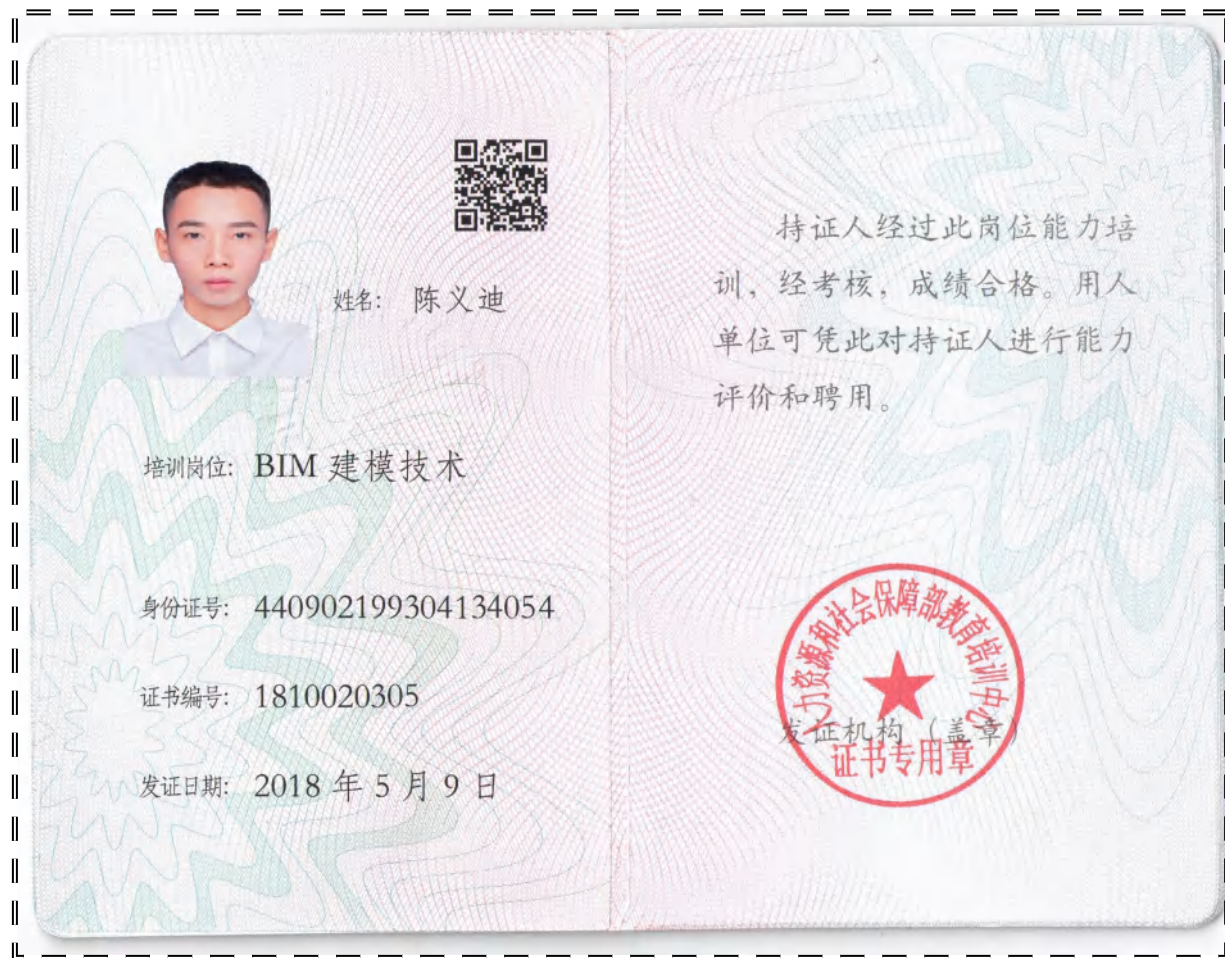 姓名： 陈义迪
培训岗位： BIM 建模技术
身份证号： 440902199304134054
证书编号： 1810020305
发证日期： 2018 年 5 月 9 日
持证人经过此岗位能力培
训，经考核，成绩合格。用人
单位可凭此对持证人进行能力
评价和聘用。
人力资源和社会保障部教育培训中心
发证机构（盖章）
证书专用章